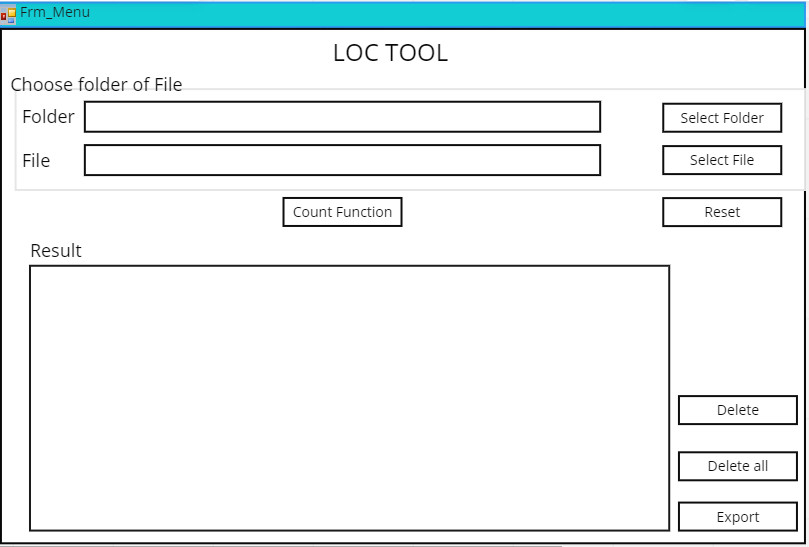 Frm_Menu
LOC TOOL
Choose folder of File
Folder
Select Folder
File
Select File
Count Function
Reset
Result
Delete
Delete all
Export